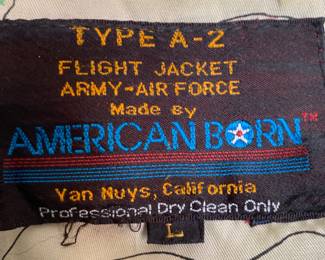 TYPE A-2
FLIGHT JACKET
ARMY-AIR FORCE
Made By
AMERICAN BORN™
Van Nuys, California
Professional Dry Clean Only
L